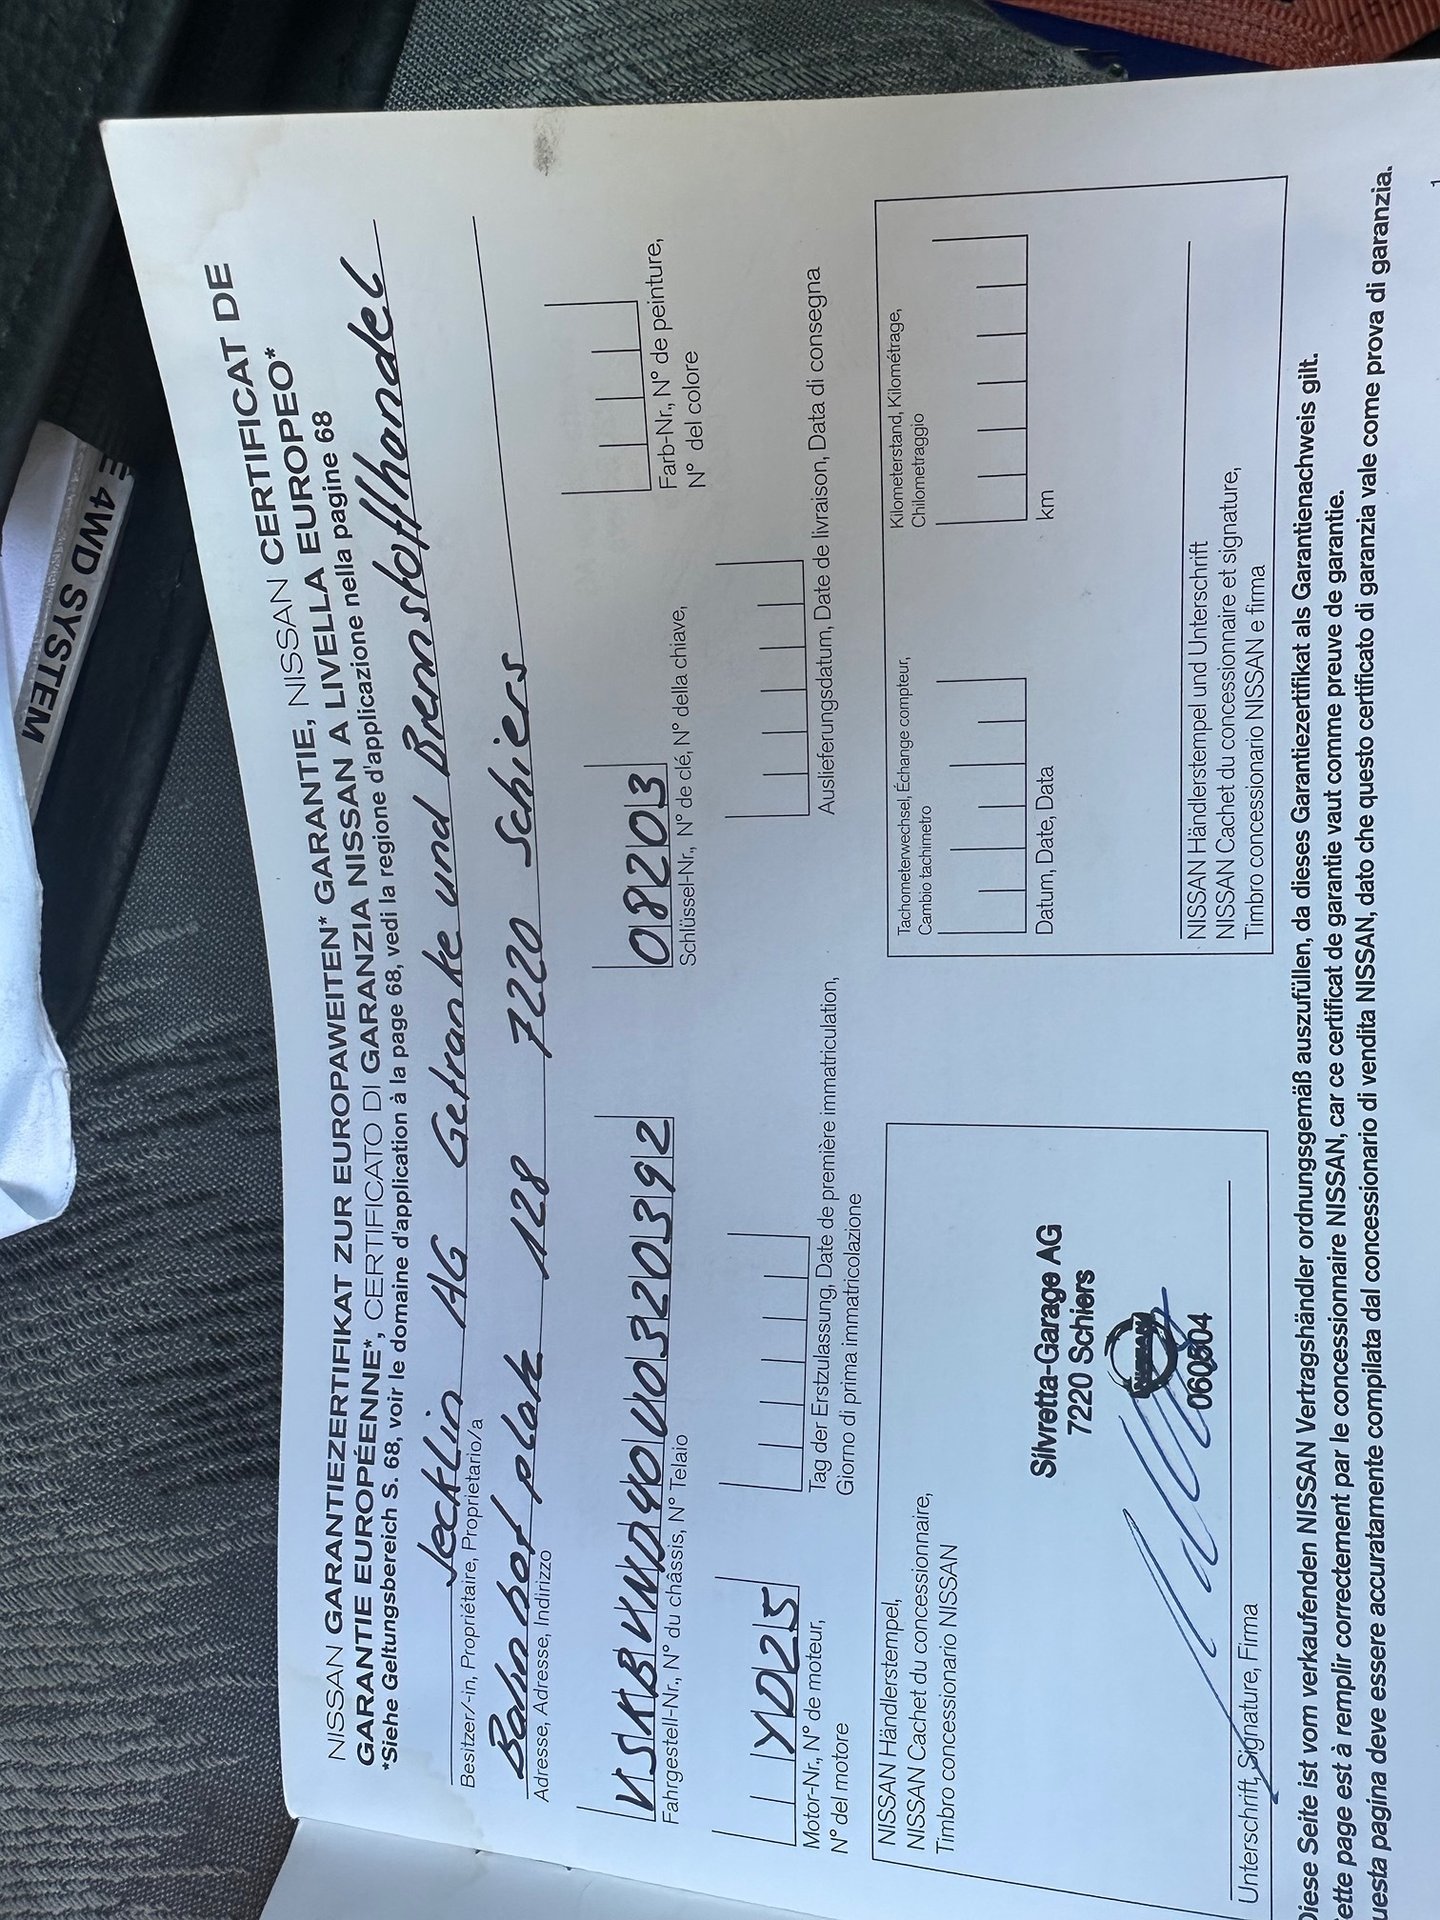 NISSAN GARANTIEZERTIFIKAT ZUR EUROPAWEITEN* GARANTIE, NISSAN CERTIFICAT DE
GARANTIE EUROPÉENNE*, CERTIFICATO DI GARANZIA NISSAN A LIVELLA EUROPEO*
*Siehe Geltungsbereich S. 68, voir le domaine d'application à la page 68, vedi la regione d'applicazione nella pagine 68
Jecklin AG Getränke und Brennstoffhandel
Besitzer/-in, Propriétaire, Proprietario/a
Bahnhofplatz 128 7220 Schiers
Adresse, Adresse, Indirizzo
VSKBVND40U0320392
08203
Fahrgestell-Nr., N° du châssis, N° Telaio
Schlüssel-Nr., N° de clé, N° della chiave,
Farb-Nr., N° de peinture,
N° del colore
YD25
Motor-Nr., N° de moteur,
N° del motore
Tag der Erstzulassung, Date de première immatriculation,
Giorno di prima immatricolazione
Auslieferungsdatum, Date de livraison, Data di consegna
NISSAN Händlerstempel,
NISSAN Cachet du concessionnaire,
Timbro concessionario NISSAN
Silvretta-Garage AG
7220 Schiers
NISSAN
060504
Unterschrift, Signature, Firma
Tachometerwechsel, Échange compteur,
Cambio tachimetro
Datum, Date, Data
Kilometerstand, Kilométrage,
Chilometraggio
km
NISSAN Händlerstempel und Unterschrift
NISSAN Cachet du concessionnaire et signature,
Timbro concessionario NISSAN e firma
Diese Seite ist vom verkaufenden NISSAN Vertragshändler ordnungsgemäß auszufüllen, da dieses Garantiezertifikat als Garantienachweis gilt.
ette page est à remplir correctement par le concessionnaire NISSAN, car ce certificat de garantie vaut comme preuve de garantie.
uesta pagina deve essere accuratamente compilata dal concessionario di vendita NISSAN, dato che questo certificato di garanzia vale come prova di garanzia.
1
E 4WD SYSTEM